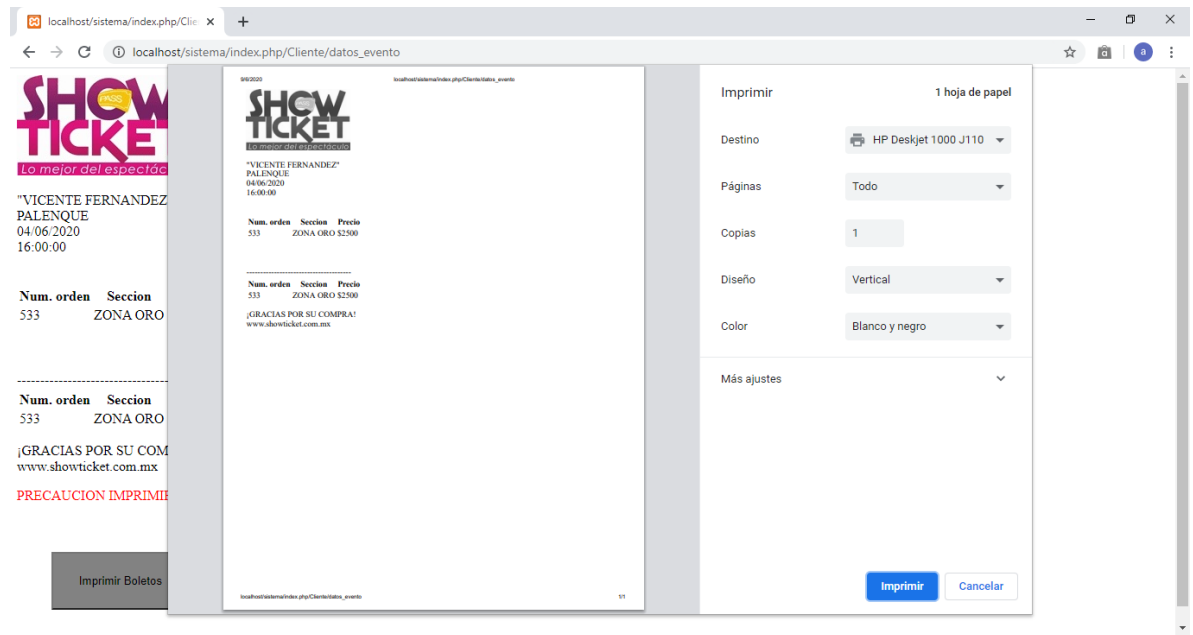 localhost/sistema/index.php/Clie
localhost/sistema/index.php/Cliente/datos_evento
SHOW
mss
TICKE
Lo mejor del espectác
"VICENTE FERNANDEZ
PALENQUE
04/06/2020
16:00:00
Num. orden Seccion
533 ZONA ORO
--------------------------------
Num. orden Seccion
533 ZONA ORO
¡GRACIAS POR SU COM
www.showticket.com.mx
PRECAUCION IMPRIMIE
Imprimir Boletos
9/6/2020 localhost/sistema/index.php/Cliente/datos_evento
SHOW
TICKET
Lo mejor del espectáculo
"VICENTE FERNANDEZ"
PALENQUE
04/06/2020
16:00:00
Num. orden Seccion Precio
533 ZONA ORO $2500
--------------------------------------
Num. orden Seccion Precio
533 ZONA ORO $2500
¡GRACIAS POR SU COMPRA!
www.showticket.com.mx
localhost/sistema/index.php/Cliente/datos_evento 1/1
Imprimir 1 hoja de papel
Destino HP Deskjet 1000 J110
Páginas Todo
Copias 1
Diseño Vertical
Color Blanco y negro
Más ajustes
Imprimir Cancelar
a